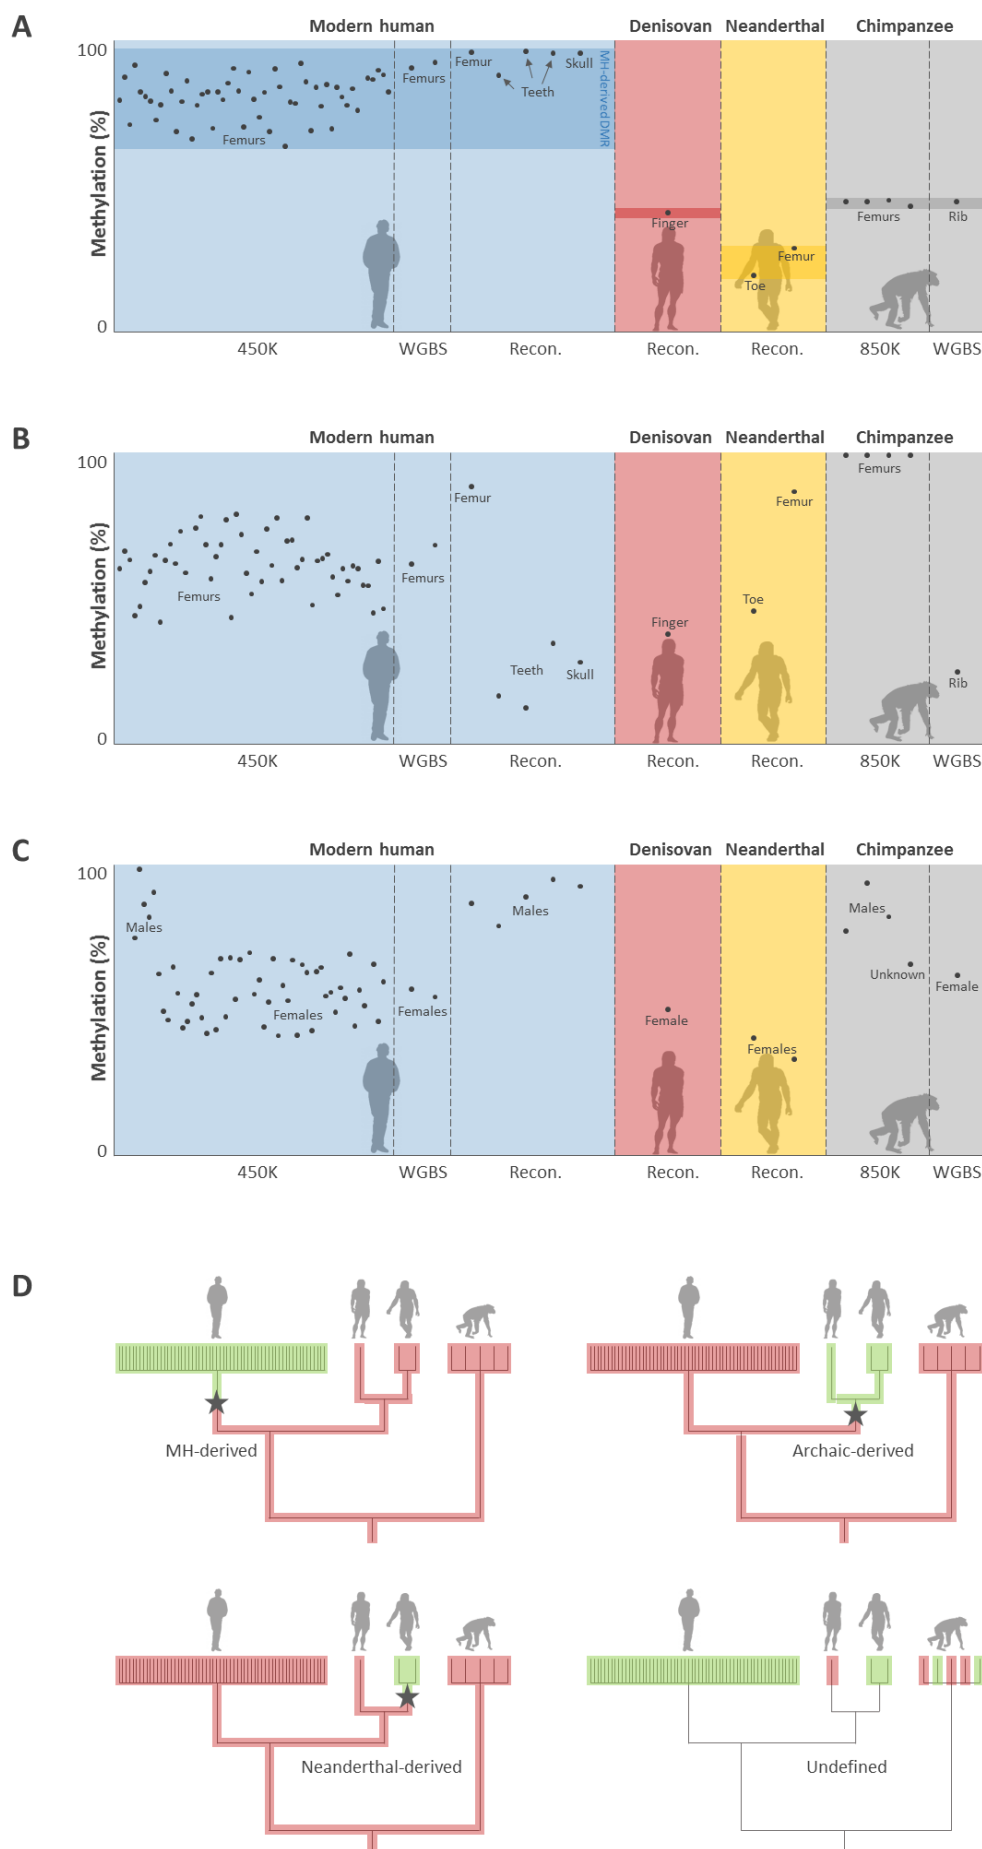 A
Modern human Denisovan Neanderthal Chimpanzee
Methylation (%)
100
0
Femurs
Femurs
Femur
Teeth
Skull
MH-derived DMR
Finger
Femur
Toe
Femurs
Rib
450K WGBS Recon. Recon. Recon. 850K WGBS
B
Modern human Denisovan Neanderthal Chimpanzee
Methylation (%)
100
0
Femurs
Femurs
Femur
Teeth
Skull
Finger
Toe
Femur
Femurs
Rib
450K WGBS Recon. Recon. Recon. 850K WGBS
C
Modern human Denisovan Neanderthal Chimpanzee
Methylation (%)
100
0
Males
Females
Females
Males
Female
Females
Males
Unknown
Female
450K WGBS Recon. Recon. Recon. 850K WGBS
D
MH-derived
Archaic-derived
Neanderthal-derived
Undefined